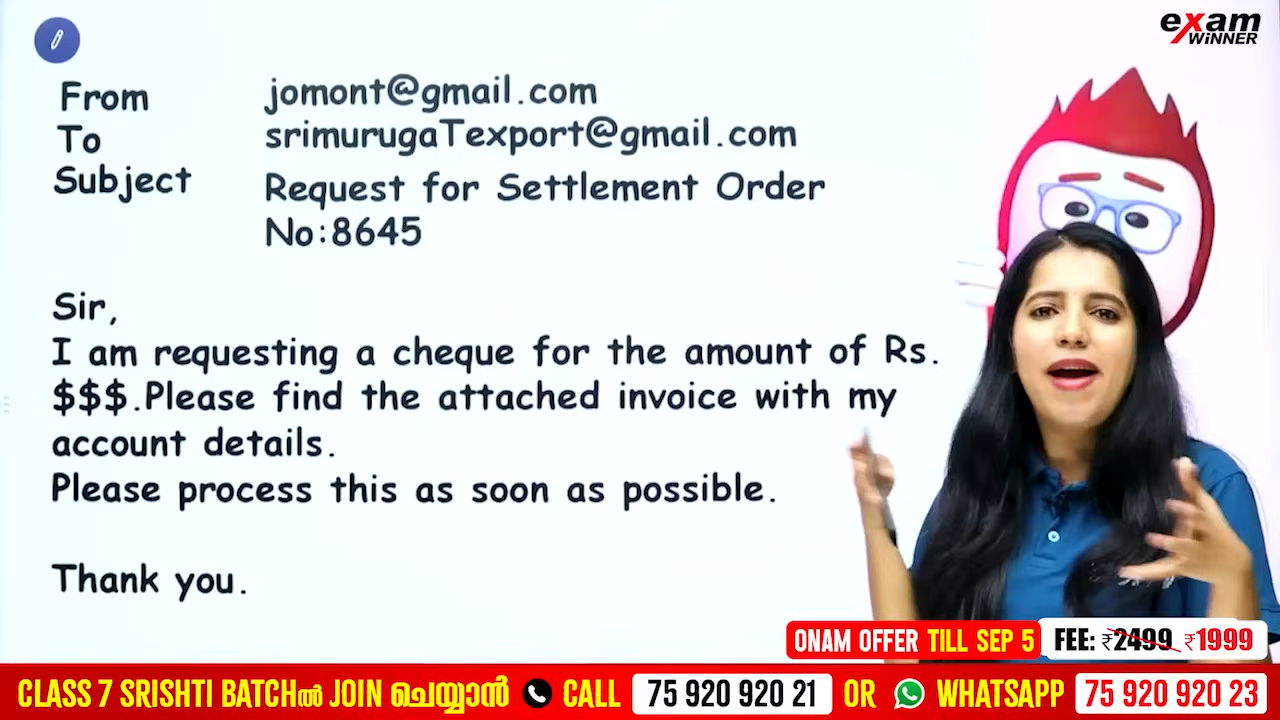 exam
WINNER
From jomont@gmail.com
To srimurugaTexport@gmail.com
Subject Request for Settlement Order
No:8645
Sir,
I am requesting a cheque for the amount of Rs.
$$$.Please find the attached invoice with my
account details.
Please process this as soon as possible.
Thank you.
ONAM OFFER TILL SEP 5 FEE: ₹2499 ₹1999
CLASS 7 SRISHTI BATCHൽ JOIN ചെയ്യാൻ CALL 75 920 920 21 OR WHATSAPP 75 920 920 23